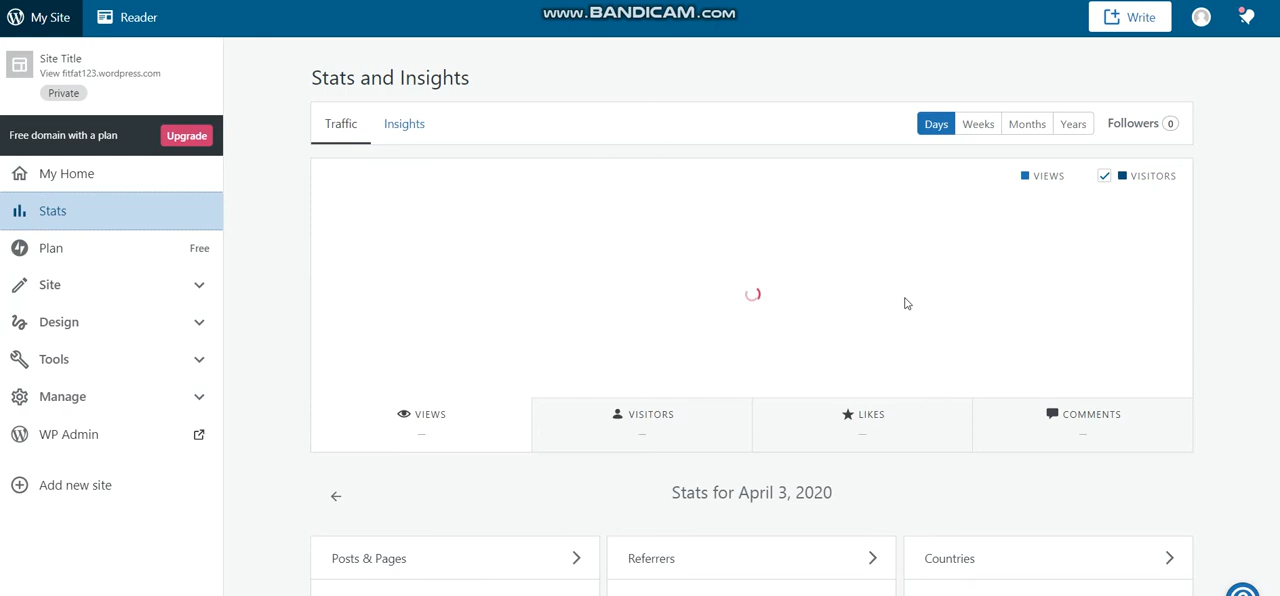 My Site
Reader
www.BANDICAM.com
Write
Site Title
View fitfat123.wordpress.com
Private
Free domain with a plan
Upgrade
My Home
Stats
Plan
Free
Site
Design
Tools
Manage
WP Admin
Add new site
Stats and Insights
Traffic
Insights
Days
Weeks
Months
Years
Followers 0
VIEWS
VISITORS
VIEWS
—
VISITORS
—
LIKES
—
COMMENTS
—
Stats for April 3, 2020
Posts & Pages
Referrers
Countries